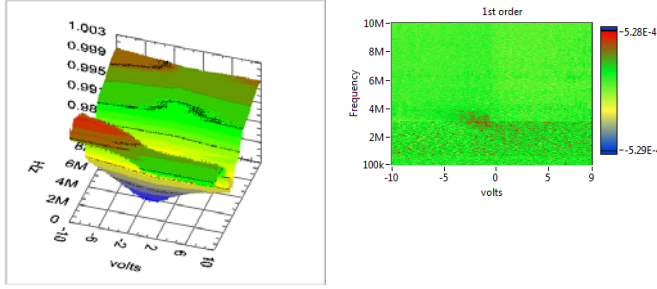 1.003
0.999
0.995
0.99
0.98
8
6M
4M
2M
0
Hz
-10
-6
-2
2
6
10
volts
1st order
10M
8M
6M
4M
2M
100k
Frequency
-10
-5
0
5
9
volts
5.28E-4
-5.29E-4